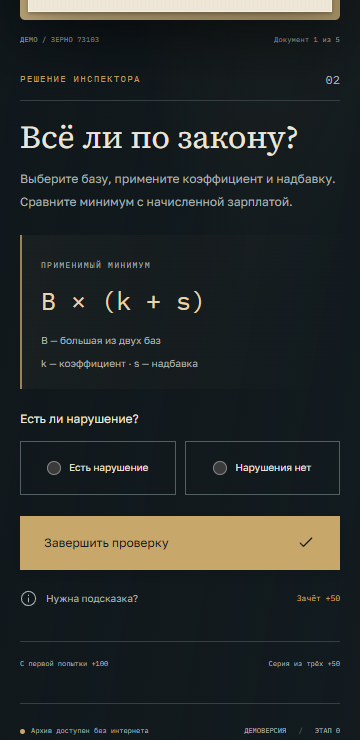 ДЕМО / ЗЕРНО 73103
Документ 1 из 5
РЕШЕНИЕ ИНСПЕКТОРА
02
Всё ли по закону?
Выберите базу, примените коэффициент и надбавку.
Сравните минимум с начисленной зарплатой.
ПРИМЕНИМЫЙ МИНИМУМ
B × (k + s)
B — большая из двух баз
k — коэффициент · s — надбавка
Есть ли нарушение?
Есть нарушение
Нарушения нет
Завершить проверку
Нужна подсказка?
Зачёт +50
С первой попытки +100
Серия из трёх +50
Архив доступен без интернета
ДЕМОВЕРСИЯ / ЭТАП 0